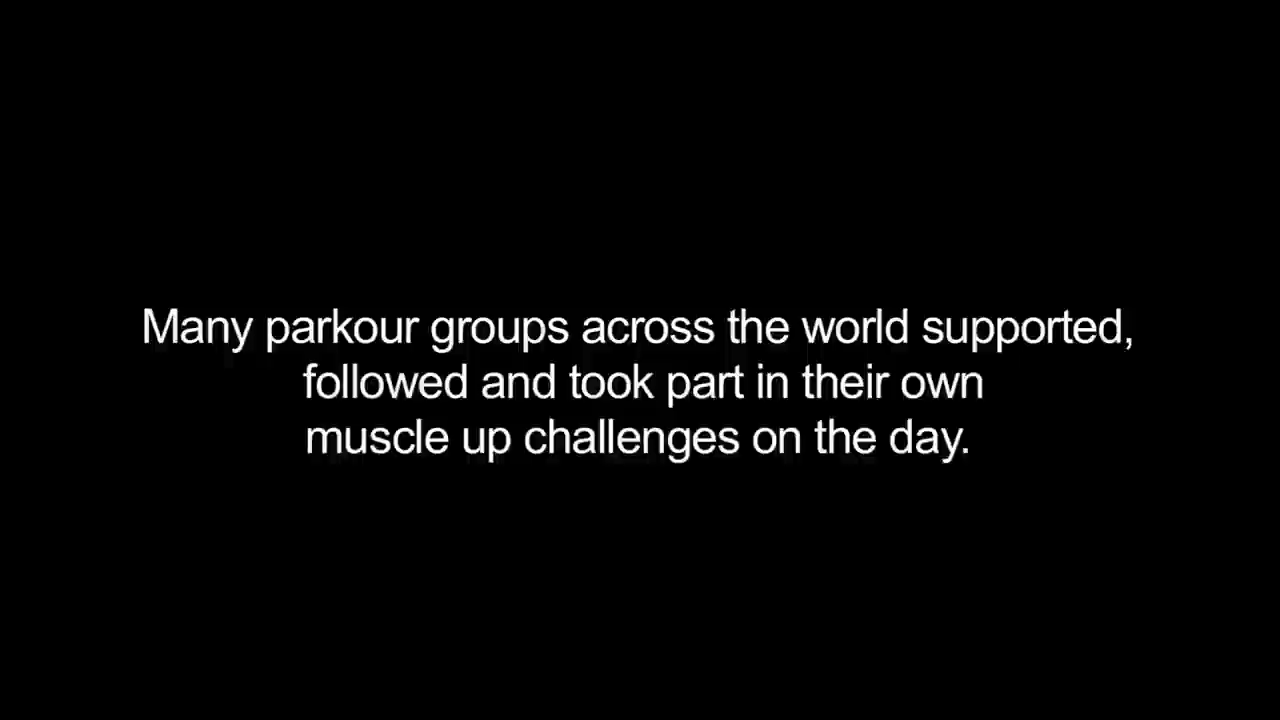 Many parkour groups across the world supported,
followed and took part in their own
muscle up challenges on the day.